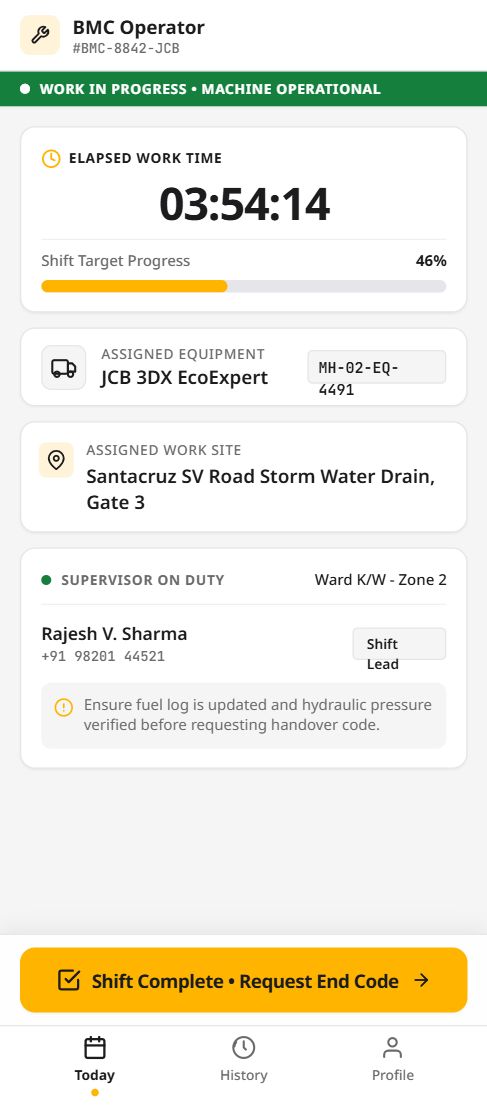 BMC Operator
#BMC-8842-JCB
WORK IN PROGRESS • MACHINE OPERATIONAL
ELAPSED WORK TIME
03:54:14
Shift Target Progress 46%
ASSIGNED EQUIPMENT
JCB 3DX EcoExpert
MH-02-EQ-
4491
ASSIGNED WORK SITE
Santacruz SV Road Storm Water Drain,
Gate 3
SUPERVISOR ON DUTY Ward K/W - Zone 2
Rajesh V. Sharma
+91 98201 44521
Shift
Lead
Ensure fuel log is updated and hydraulic pressure
verified before requesting handover code.
Shift Complete • Request End Code →
Today History Profile